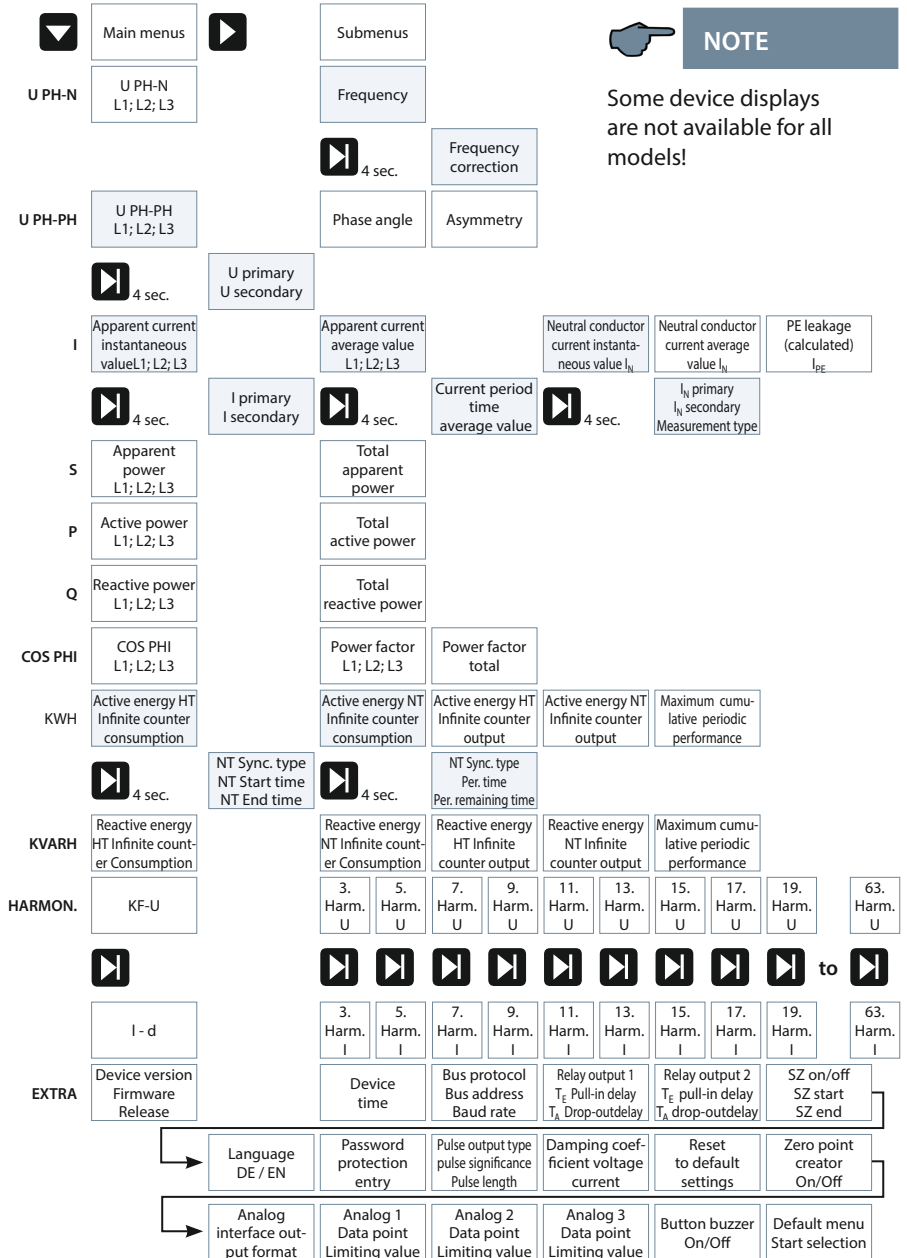 Main menus
Submenus
NOTE
Some device displays
are not available for all
models!
U PH-N
U PH-N
L1; L2; L3
Frequency
4 sec.
Frequency
correction
U PH-PH
U PH-PH
L1; L2; L3
Phase angle
Asymmetry
4 sec.
U primary
U secondary
I
Apparent current
instantaneous
valueL1; L2; L3
Apparent current
average value
L1; L2; L3
Neutral conductor
current instanta-
neous value IN
Neutral conductor
current average
value IN
PE leakage
(calculated)
IPE
4 sec.
I primary
I secondary
4 sec.
Current period
time
average value
4 sec.
IN primary
IN secondary
Measurement type
S
Apparent
power
L1; L2; L3
Total
apparent
power
P
Active power
L1; L2; L3
Total
active power
Q
Reactive power
L1; L2; L3
Total
reactive power
COS PHI
COS PHI
L1; L2; L3
Power factor
L1; L2; L3
Power factor
total
KWH
Active energy HT
Infinite counter
consumption
Active energy NT
Infinite counter
consumption
Active energy HT
Infinite counter
output
Active energy NT
Infinite counter
output
Maximum cumu-
lative periodic
performance
4 sec.
NT Sync. type
NT Start time
NT End time
4 sec.
NT Sync. type
Per. time
Per. remaining time
KVARH
Reactive energy
HT Infinite count-
er Consumption
Reactive energy
NT Infinite count-
er Consumption
Reactive energy
HT Infinite
counter output
Reactive energy
NT Infinite
counter output
Maximum cumu-
lative periodic
performance
HARMON.
KF-U
3.
Harm.
U
5.
Harm.
U
7.
Harm.
U
9.
Harm.
U
11.
Harm.
U
13.
Harm.
U
15.
Harm.
U
17.
Harm.
U
19.
Harm.
U
63.
Harm.
U
to
I - d
3.
Harm.
I
5.
Harm.
I
7.
Harm.
I
9.
Harm.
I
11.
Harm.
I
13.
Harm.
I
15.
Harm.
I
17.
Harm.
I
19.
Harm.
I
63.
Harm.
I
EXTRA
Device version
Firmware
Release
Device
time
Bus protocol
Bus address
Baud rate
Relay output 1
TE Pull-in delay
TA Drop-outdelay
Relay output 2
TE pull-in delay
TA drop-outdelay
SZ on/off
SZ start
SZ end
Language
DE / EN
Password
protection
entry
Pulse output type
pulse significance
Pulse length
Damping coef-
ficient voltage
current
Reset
to default
settings
Zero point
creator
On/Off
Analog
interface out-
put format
Analog 1
Data point
Limiting value
Analog 2
Data point
Limiting value
Analog 3
Data point
Limiting value
Button buzzer
On/Off
Default menu
Start selection